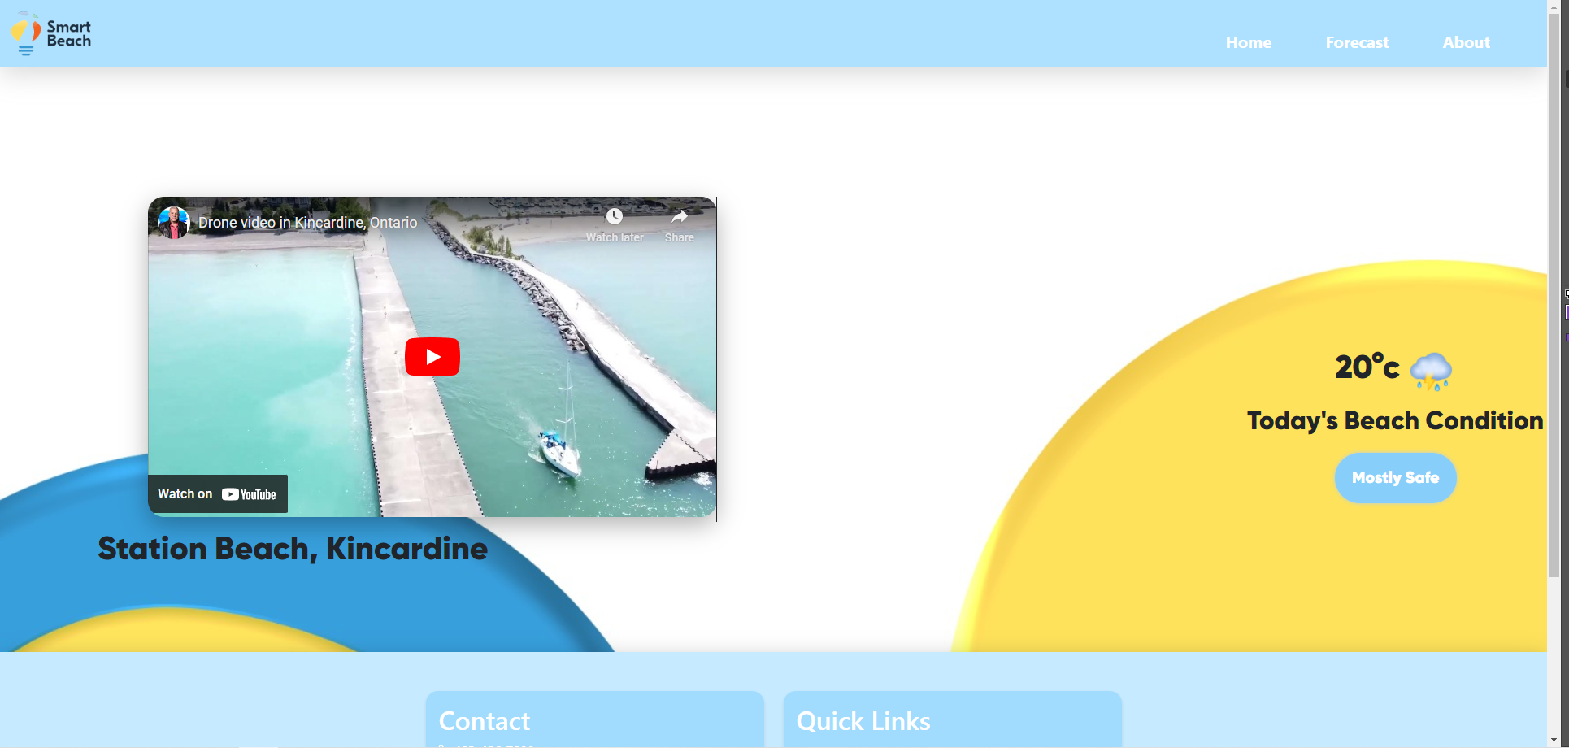 Smart
Beach
Home
Forecast
About
Drone video in Kincardine, Ontario
Watch later
Share
Watch on YouTube
20°c
Today's Beach Condition
Mostly Safe
Station Beach, Kincardine
Contact
Quick Links